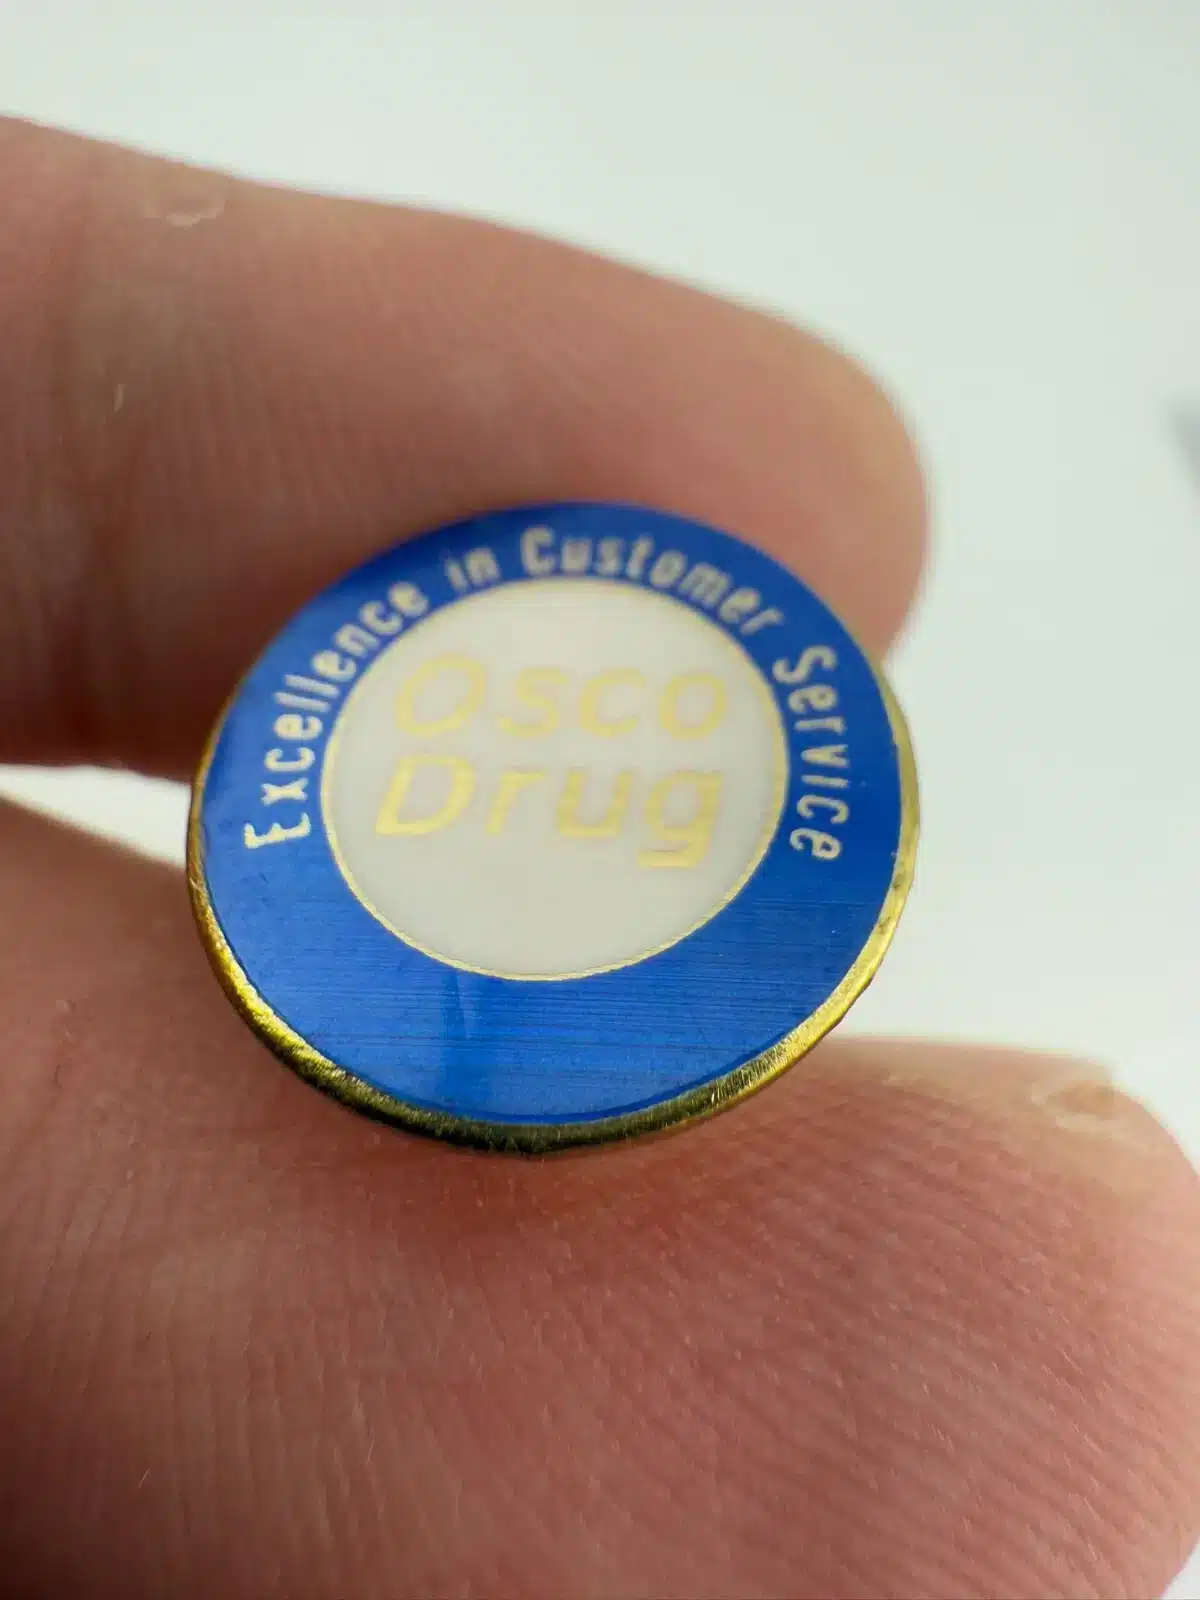 Excellence in Customer Service
Osco
Drug